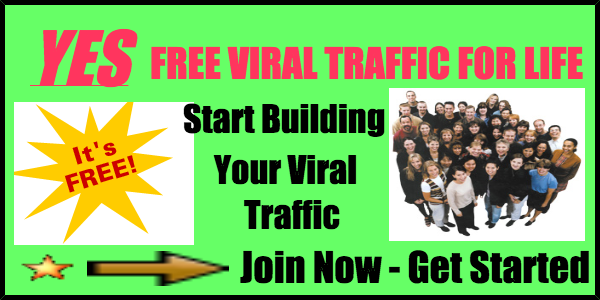 YES FREE VIRAL TRAFFIC FOR LIFE
It's
FREE!
Start Building
Your Viral
Traffic
Join Now - Get Started